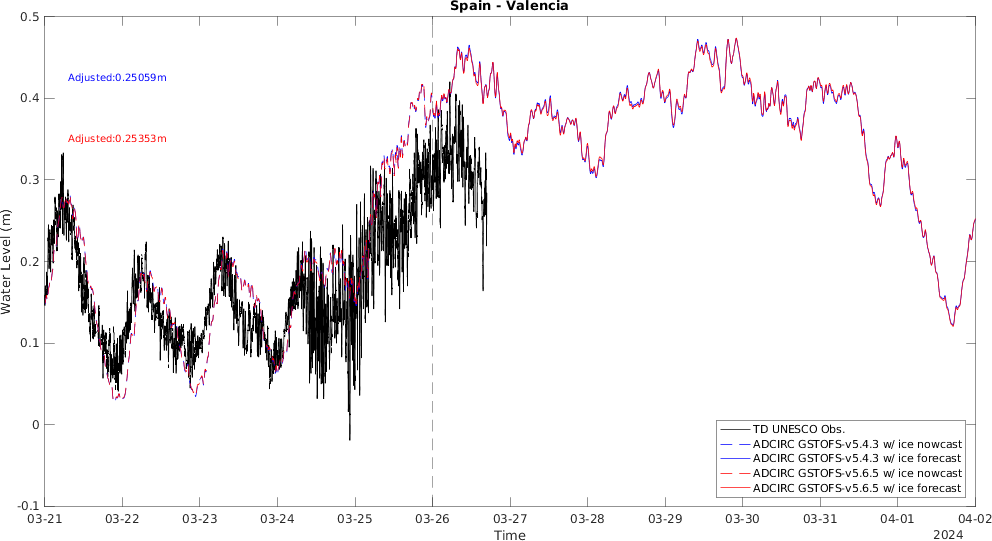 Spain - Valencia
0.5
0.4
0.3
0.2
0.1
0
-0.1
Water Level (m)
Adjusted:0.25059m
Adjusted:0.25353m
TD UNESCO Obs.
ADCIRC GSTOFS-v5.4.3 w/ ice nowcast
ADCIRC GSTOFS-v5.4.3 w/ ice forecast
ADCIRC GSTOFS-v5.6.5 w/ ice nowcast
ADCIRC GSTOFS-v5.6.5 w/ ice forecast
03-21 03-22 03-23 03-24 03-25 03-26 03-27 03-28 03-29 03-30 03-31 04-01 04-02
Time
2024